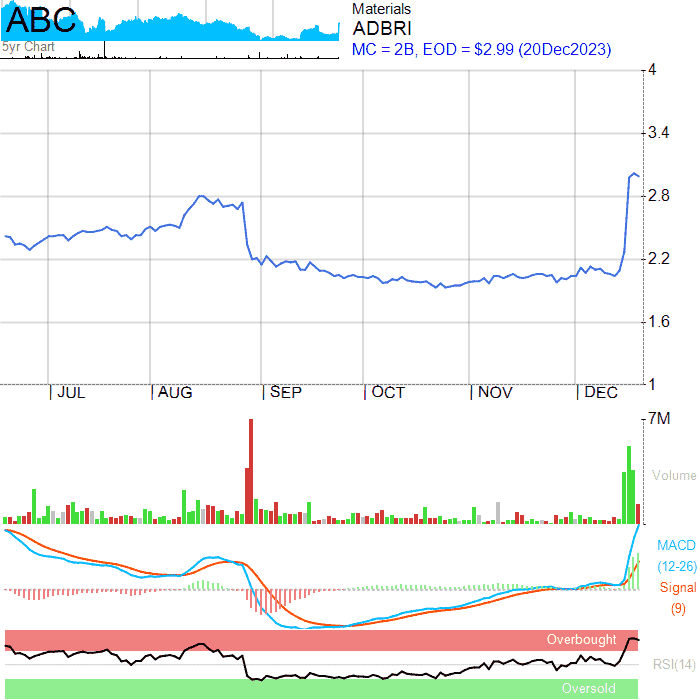 ABC
5yr Chart
Materials
ADBRI
MC = 2B, EOD = $2.99 (20Dec2023)
4
3.4
2.8
2.2
1.6
1
JUL AUG SEP OCT NOV DEC
7M
Volume
MACD
(12-26)
Signal
(9)
Overbought
RSI(14)
Oversold